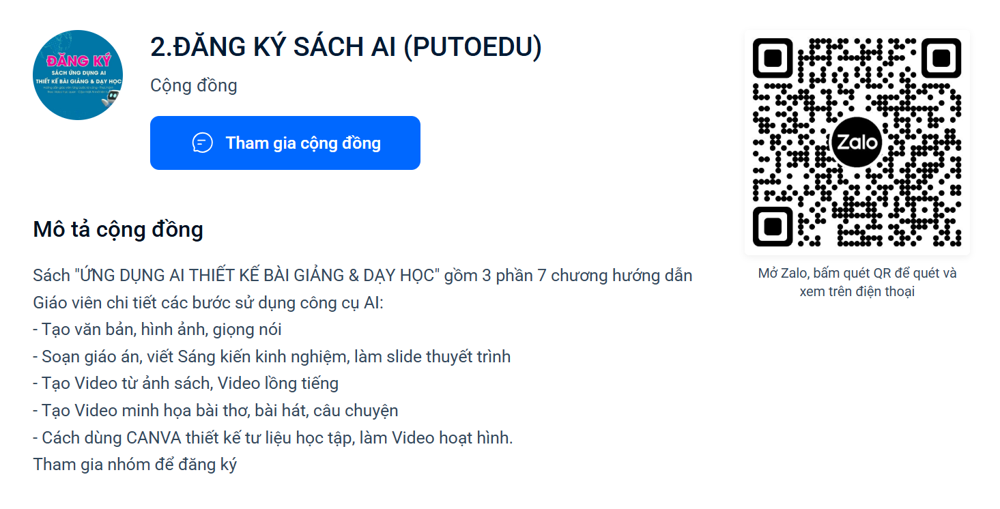 ĐĂNG KÝ
SÁCH ỨNG DỤNG AI
THIẾT KẾ BÀI GIẢNG & DẠY HỌC
2.ĐĂNG KÝ SÁCH AI (PUTOEDU)
Cộng đồng
Tham gia cộng đồng
Zalo
Mở Zalo, bấm quét QR để quét và
xem trên điện thoại
Mô tả cộng đồng
Sách "ỨNG DỤNG AI THIẾT KẾ BÀI GIẢNG & DẠY HỌC" gồm 3 phần 7 chương hướng dẫn
Giáo viên chi tiết các bước sử dụng công cụ AI:
- Tạo văn bản, hình ảnh, giọng nói
- Soạn giáo án, viết Sáng kiến kinh nghiệm, làm slide thuyết trình
- Tạo Video từ ảnh sách, Video lồng tiếng
- Tạo Video minh họa bài thơ, bài hát, câu chuyện
- Cách dùng CANVA thiết kế tư liệu học tập, làm Video hoạt hình.
Tham gia nhóm để đăng ký